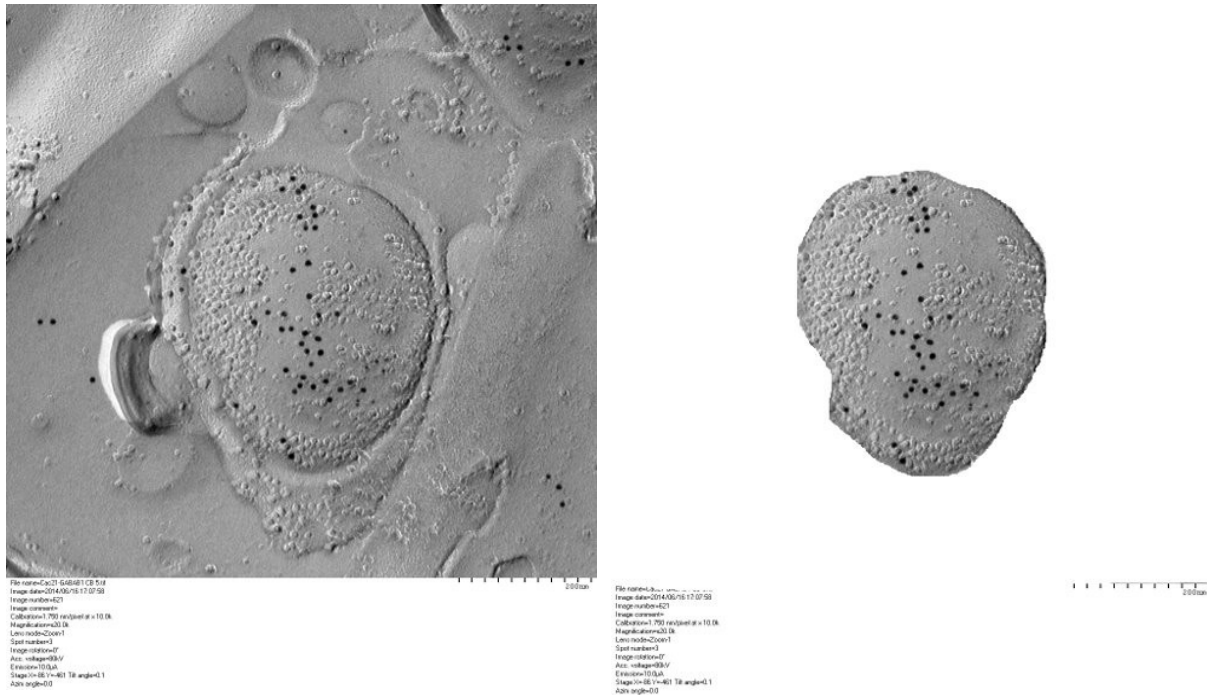 200nm
File name=Cac21-GABAB1 CB 5.tif
Image date=2014/06/16 17:07:58
Image number=621
Image comment=
Calibration=1.790 nm/pixel at x 10.0k
Magnification=x20.0k
Lens mode=Zoom-1
Spot number=3
Image rotation=0°
Acc. voltage=80kV
Emission=10.0μA
Stage X=-86 Y=-461 Tilt angle=0.1
Azim angle=0.0
200nm
File
Image date=2014/06/16 17:07:58
Image number=621
Image comment=
Calibration=1.790 nm/pixel at x 10.0k
Magnification=x20.0k
Lens mode=Zoom-1
Spot number=3
Image rotation=0°
Acc. voltage=80kV
Emission=10.0μA
Stage X=-86 Y=-461 Tilt angle=0.1
Azim angle=0.0